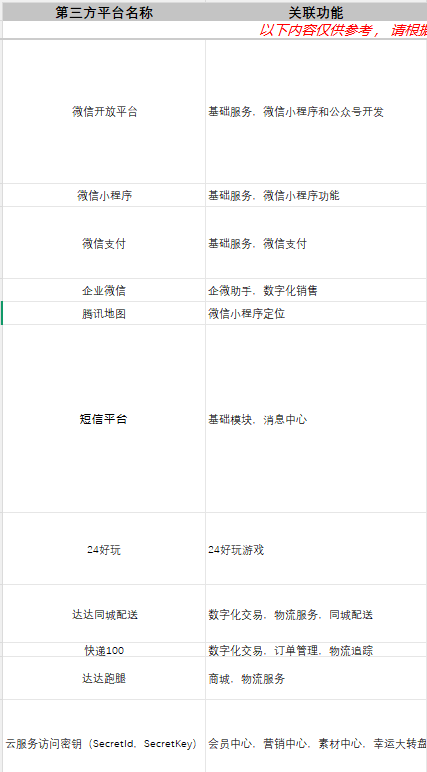 第三方平台名称 关联功能
以下内容仅供参考，请根据
微信开放平台 基础服务，微信小程序和公众号开发
微信小程序 基础服务，微信小程序功能
微信支付 基础服务，微信支付
企业微信 企微助手，数字化销售
腾讯地图 微信小程序定位
短信平台 基础模块，消息中心
24好玩 24好玩游戏
达达同城配送 数字化交易，物流服务，同城配送
快递100 数字化交易，订单管理，物流追踪
达达跑腿 商城，物流服务
云服务访问密钥（SecretId，SecretKey） 会员中心，营销中心，素材中心，幸运大转盘